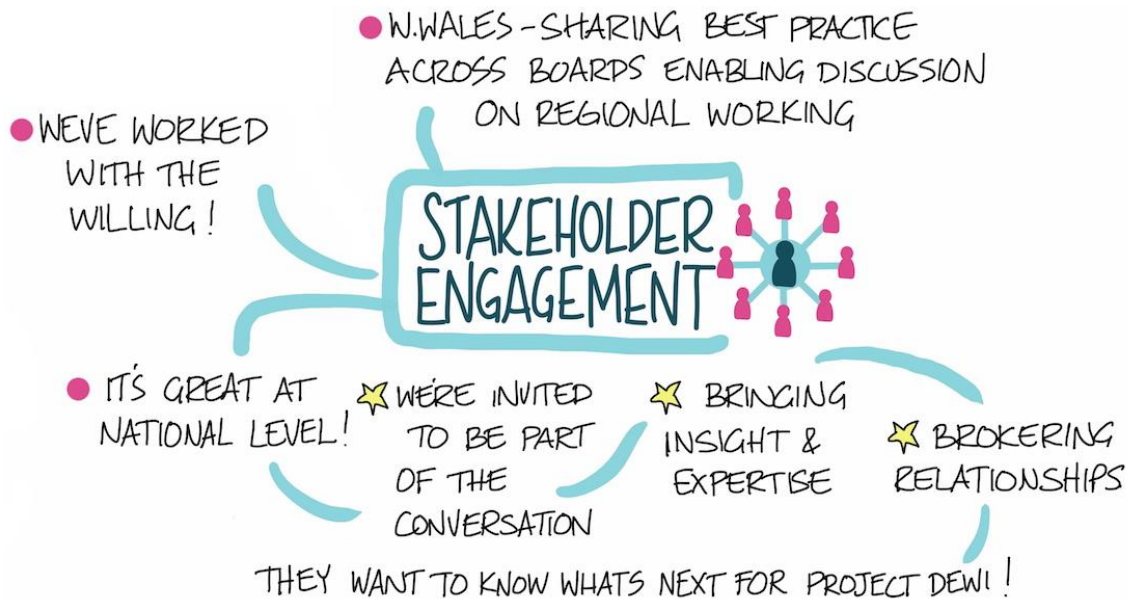 W.WALES - SHARING BEST PRACTICE
ACROSS BOARDS ENABLING DISCUSSION
ON REGIONAL WORKING
WEVE WORKED
WITH THE
WILLING!
STAKEHOLDER
ENGAGEMENT
IT'S GREAT AT
NATIONAL LEVEL!
WE'RE INVITED
TO BE PART
OF THE
CONVERSATION
BRINGING
INSIGHT &
EXPERTISE
BROKERING
RELATIONSHIPS
THEY WANT TO KNOW WHATS NEXT FOR PROJECT DEWI!